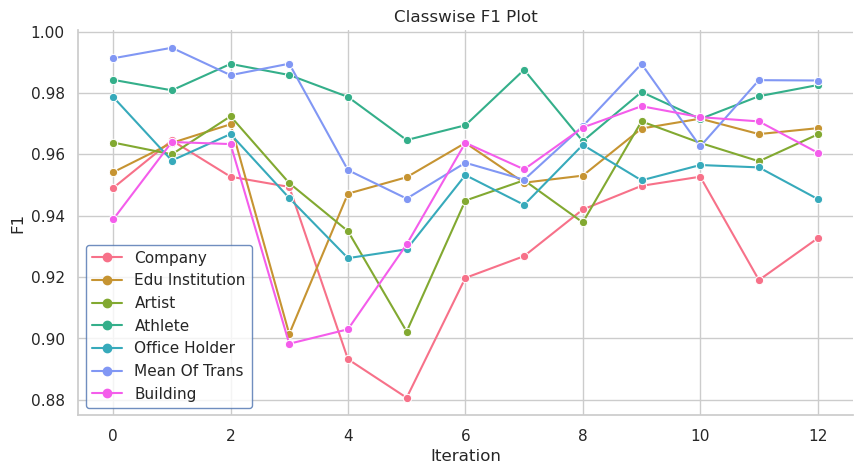 Classwise F1 Plot
1.00
0.98
0.96
0.94
0.92
0.90
0.88
F1
Company
Edu Institution
Artist
Athlete
Office Holder
Mean Of Trans
Building
0 2 4 6 8 10 12
Iteration